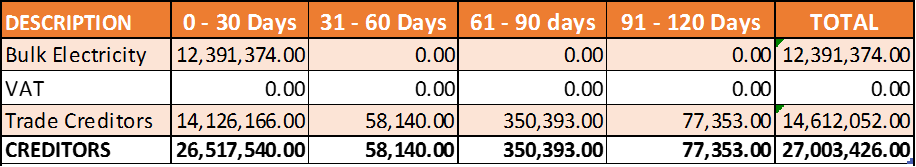 DESCRIPTION 0 - 30 Days 31 - 60 Days 61 - 90 days 91 - 120 Days TOTAL
Bulk Electricity 12,391,374.00 0.00 0.00 0.00 12,391,374.00
VAT 0.00 0.00 0.00 0.00 0.00
Trade Creditors 14,126,166.00 58,140.00 350,393.00 77,353.00 14,612,052.00
CREDITORS 26,517,540.00 58,140.00 350,393.00 77,353.00 27,003,426.00